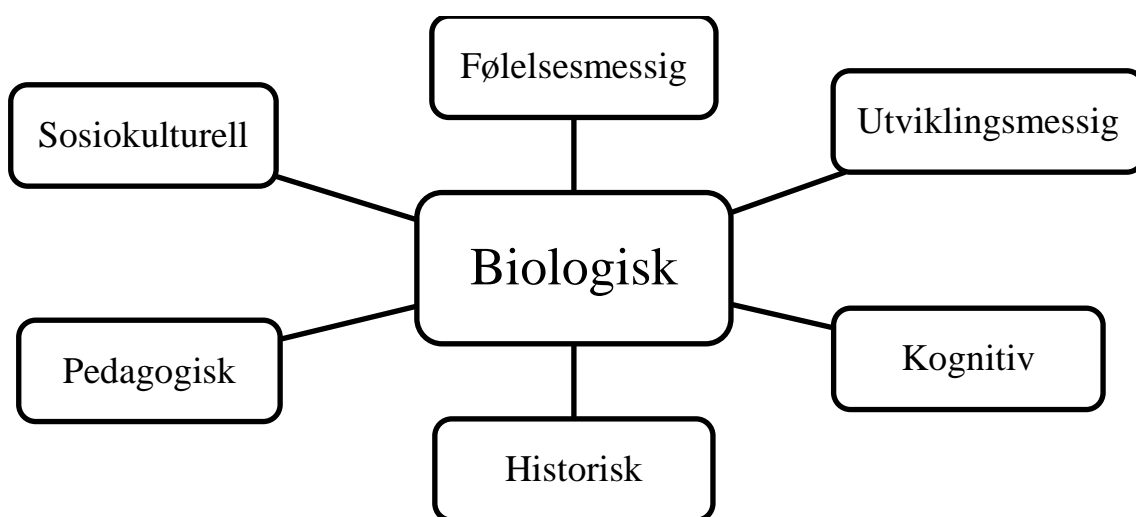 Følelsesmessig
Sosiokulturell
Utviklingsmessig
Biologisk
Pedagogisk
Kognitiv
Historisk